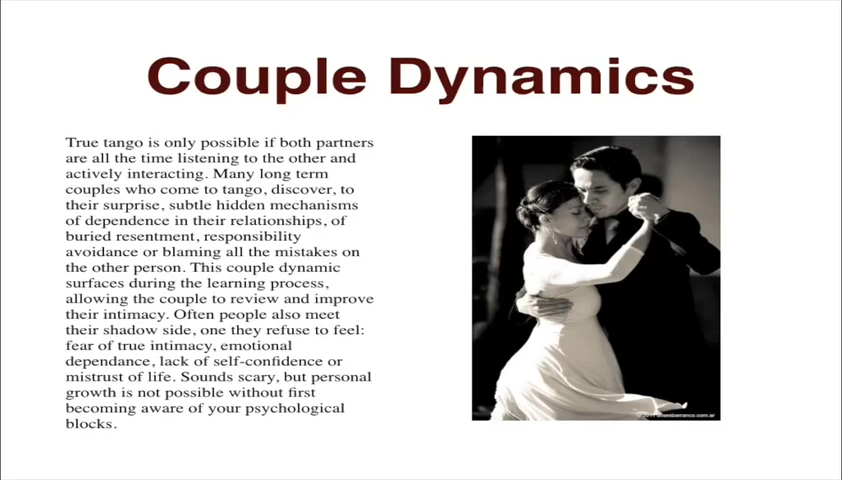 Couple Dynamics
True tango is only possible if both partners
are all the time listening to the other and
actively interacting. Many long term
couples who come to tango, discover, to
their surprise, subtle hidden mechanisms
of dependence in their relationships, of
buried resentment, responsibility
avoidance or blaming all the mistakes on
the other person. This couple dynamic
surfaces during the learning process,
allowing the couple to review and improve
their intimacy. Often people also meet
their shadow side, one they refuse to feel:
fear of true intimacy, emotional
dependance, lack of self-confidence or
mistrust of life. Sounds scary, but personal
growth is not possible without first
becoming aware of your psychological
blocks.